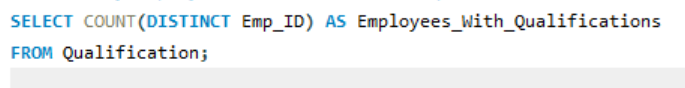 SELECT COUNT(DISTINCT Emp_ID) AS Employees_With_Qualifications
FROM Qualification;